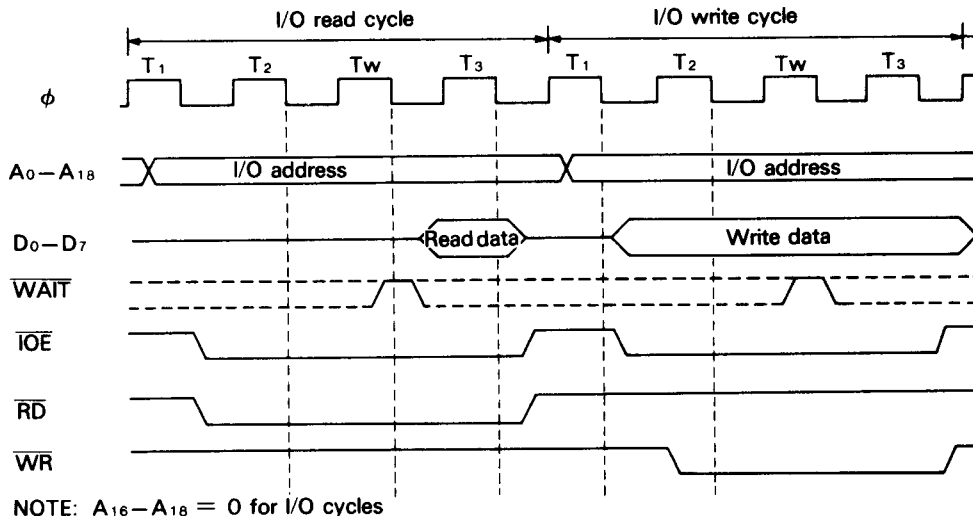 I/O read cycle I/O write cycle
T1 T2 TW T3 T1 T2 TW T3
ϕ
A0–A18 I/O address I/O address
D0–D7 Read data Write data
WAIT
IOE
RD
WR
NOTE: A16–A18 = 0 for I/O cycles